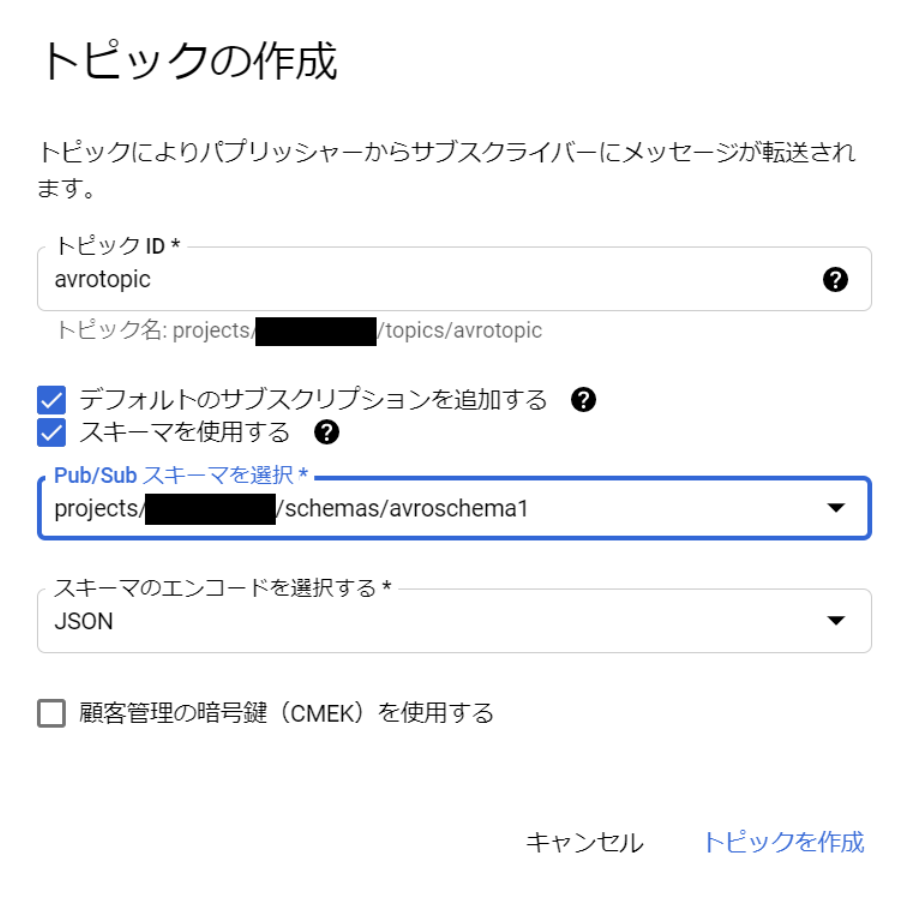 トピックの作成
トピックによりパブリッシャーからサブスクライバーにメッセージが転送され
ます。
トピック ID *
avrotopic
トピック名: projects/ /topics/avrotopic
デフォルトのサブスクリプションを追加する
スキーマを使用する
Pub/Sub スキーマを選択 *
projects/ /schemas/avroschema1
スキーマのエンコードを選択する *
JSON
顧客管理の暗号鍵（CMEK）を使用する
キャンセル トピックを作成